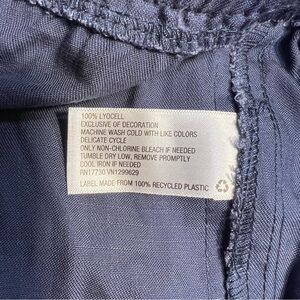 100% LYOCELL
EXCLUSIVE OF DECORATION
MACHINE WASH COLD WITH LIKE COLORS
DELICATE CYCLE
ONLY NON-CHLORINE BLEACH IF NEEDED
TUMBLE DRY LOW, REMOVE PROMPTLY
COOL IRON IF NEEDED
RN17730 VN1299629
LABEL MADE FROM 100% RECYCLED PLASTIC